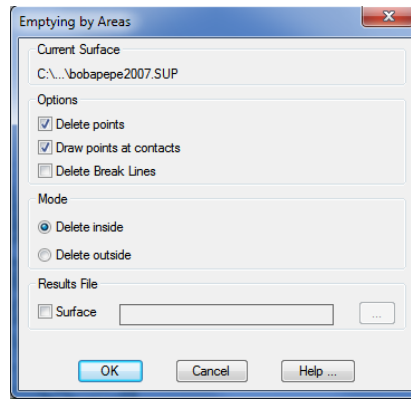 Emptying by Areas
Current Surface
C:\...\bobapepe2007.SUP
Options
Delete points
Draw points at contacts
Delete Break Lines
Mode
Delete inside
Delete outside
Results File
Surface
...
OK
Cancel
Help ...